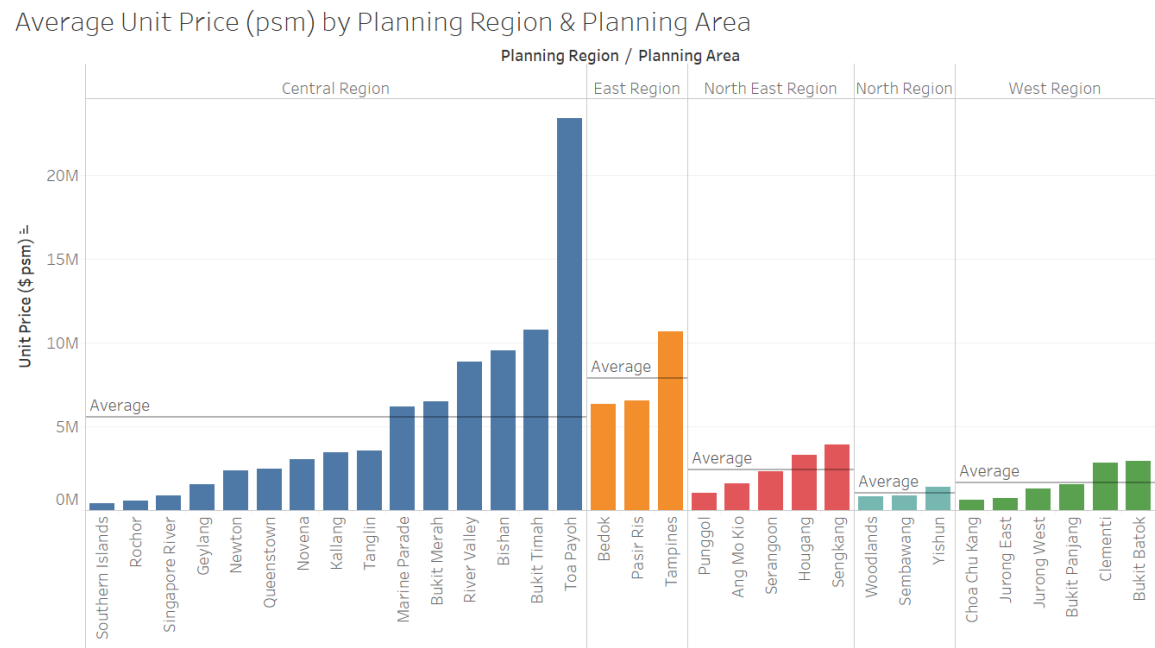 Average Unit Price (psm) by Planning Region & Planning Area
Planning Region / Planning Area
Central Region
East Region
North East Region
North Region
West Region
Unit Price ($ psm)
20M
15M
10M
5M
0M
Average
Average
Average
Average
Average
Southern Islands
Rochor
Singapore River
Geylang
Newton
Queenstown
Novena
Kallang
Tanglin
Marine Parade
Bukit Merah
River Valley
Bishan
Bukit Timah
Toa Payoh
Bedok
Pasir Ris
Tampines
Punggol
Ang Mo Kio
Serangoon
Hougang
Sengkang
Woodlands
Sembawang
Yishun
Choa Chu Kang
Jurong East
Jurong West
Bukit Panjang
Clementi
Bukit Batok